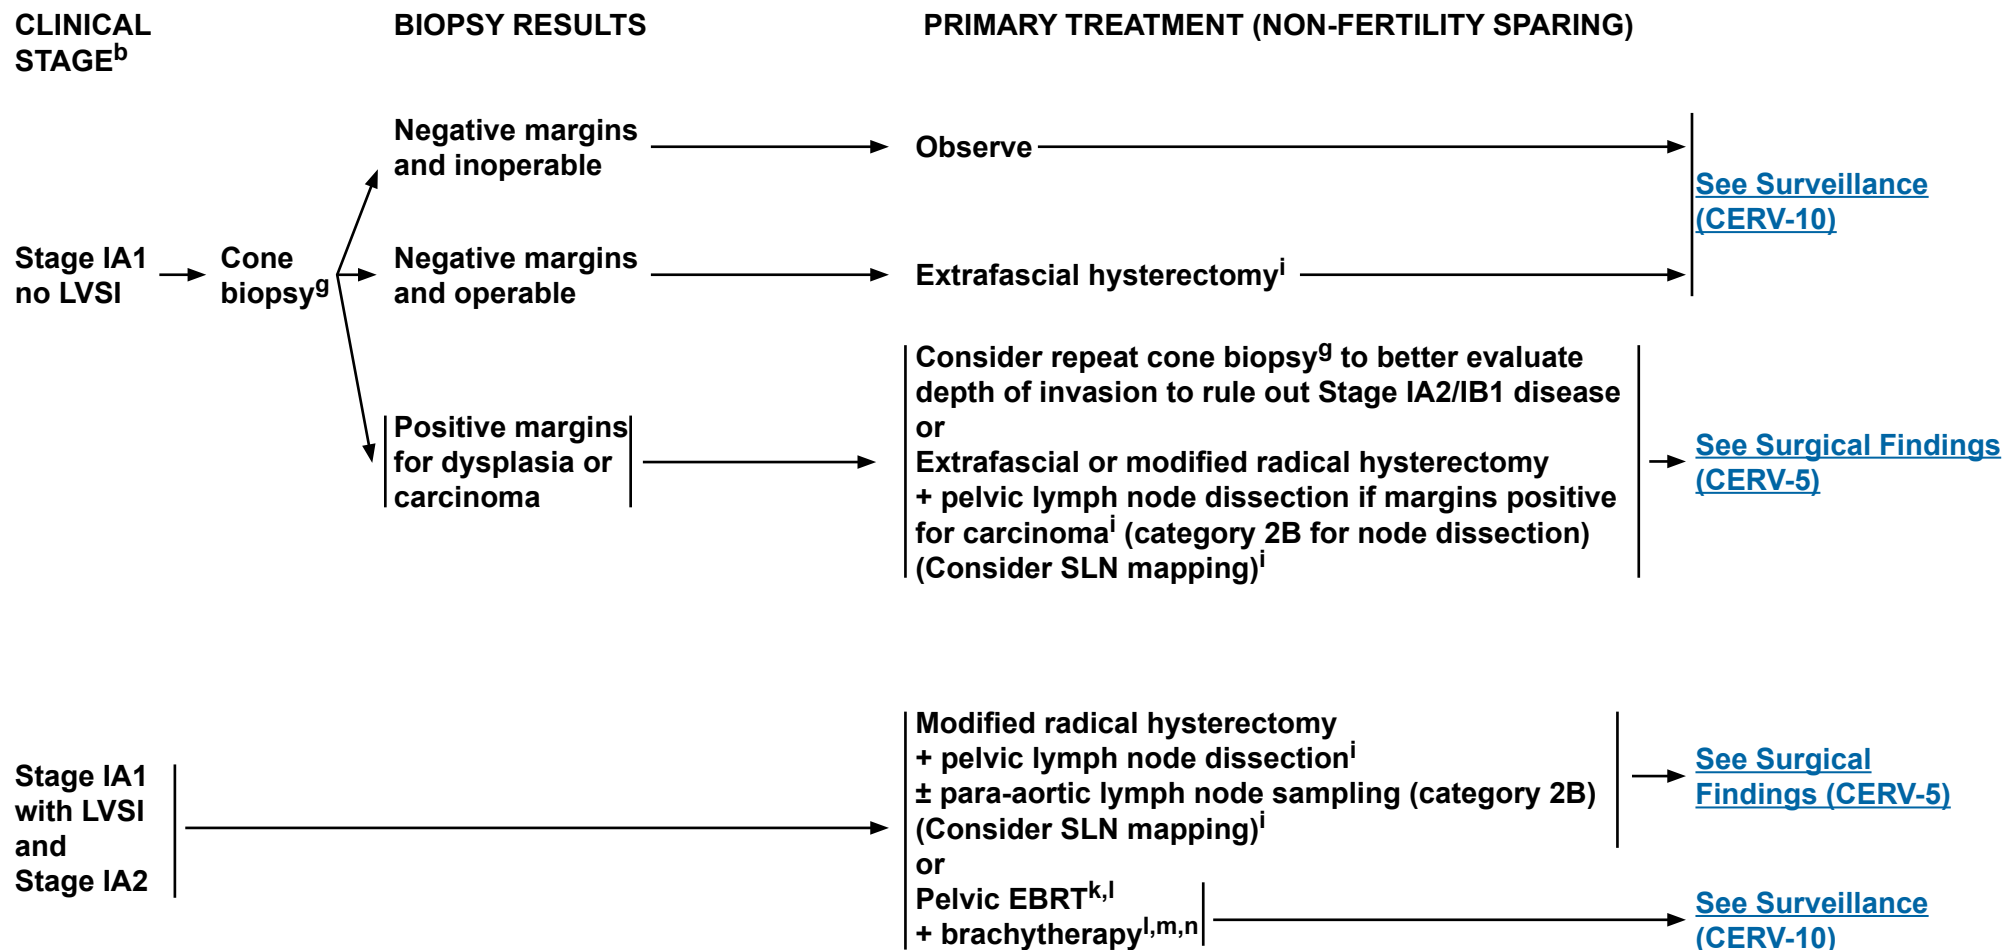 CLINICAL
STAGEb
BIOPSY RESULTS
PRIMARY TREATMENT (NON-FERTILITY SPARING)
Stage IA1
no LVSI
Cone
biopsyg
Negative margins
and inoperable
Observe
See Surveillance
(CERV-10)
Negative margins
and operable
Extrafascial hysterectomyi
Positive margins
for dysplasia or
carcinoma
Consider repeat cone biopsyg to better evaluate
depth of invasion to rule out Stage IA2/IB1 disease
or
Extrafascial or modified radical hysterectomy
+ pelvic lymph node dissection if margins positive
for carcinomai (category 2B for node dissection)
(Consider SLN mapping)i
See Surgical Findings
(CERV-5)
Stage IA1
with LVSI
and
Stage IA2
Modified radical hysterectomy
+ pelvic lymph node dissectioni
± para-aortic lymph node sampling (category 2B)
(Consider SLN mapping)i
or
Pelvic EBRTk,l
+ brachytherapyl,m,n
See Surgical
Findings (CERV-5)
See Surveillance
(CERV-10)